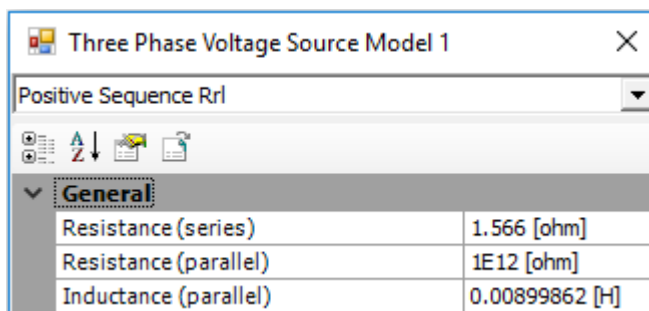 Three Phase Voltage Source Model 1
Positive Sequence Rrl
A
Z
General
Resistance (series) 1.566 [ohm]
Resistance (parallel) 1E12 [ohm]
Inductance (parallel) 0.00899862 [H]